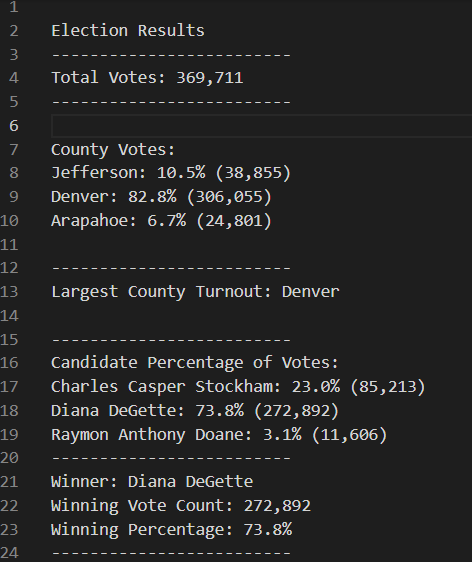 1
2 Election Results
3 -------------------------
4 Total Votes: 369,711
5 -------------------------
6
7 County Votes:
8 Jefferson: 10.5% (38,855)
9 Denver: 82.8% (306,055)
10 Arapahoe: 6.7% (24,801)
11
12 -------------------------
13 Largest County Turnout: Denver
14
15 -------------------------
16 Candidate Percentage of Votes:
17 Charles Casper Stockham: 23.0% (85,213)
18 Diana DeGette: 73.8% (272,892)
19 Raymon Anthony Doane: 3.1% (11,606)
20 -------------------------
21 Winner: Diana DeGette
22 Winning Vote Count: 272,892
23 Winning Percentage: 73.8%
24 -------------------------